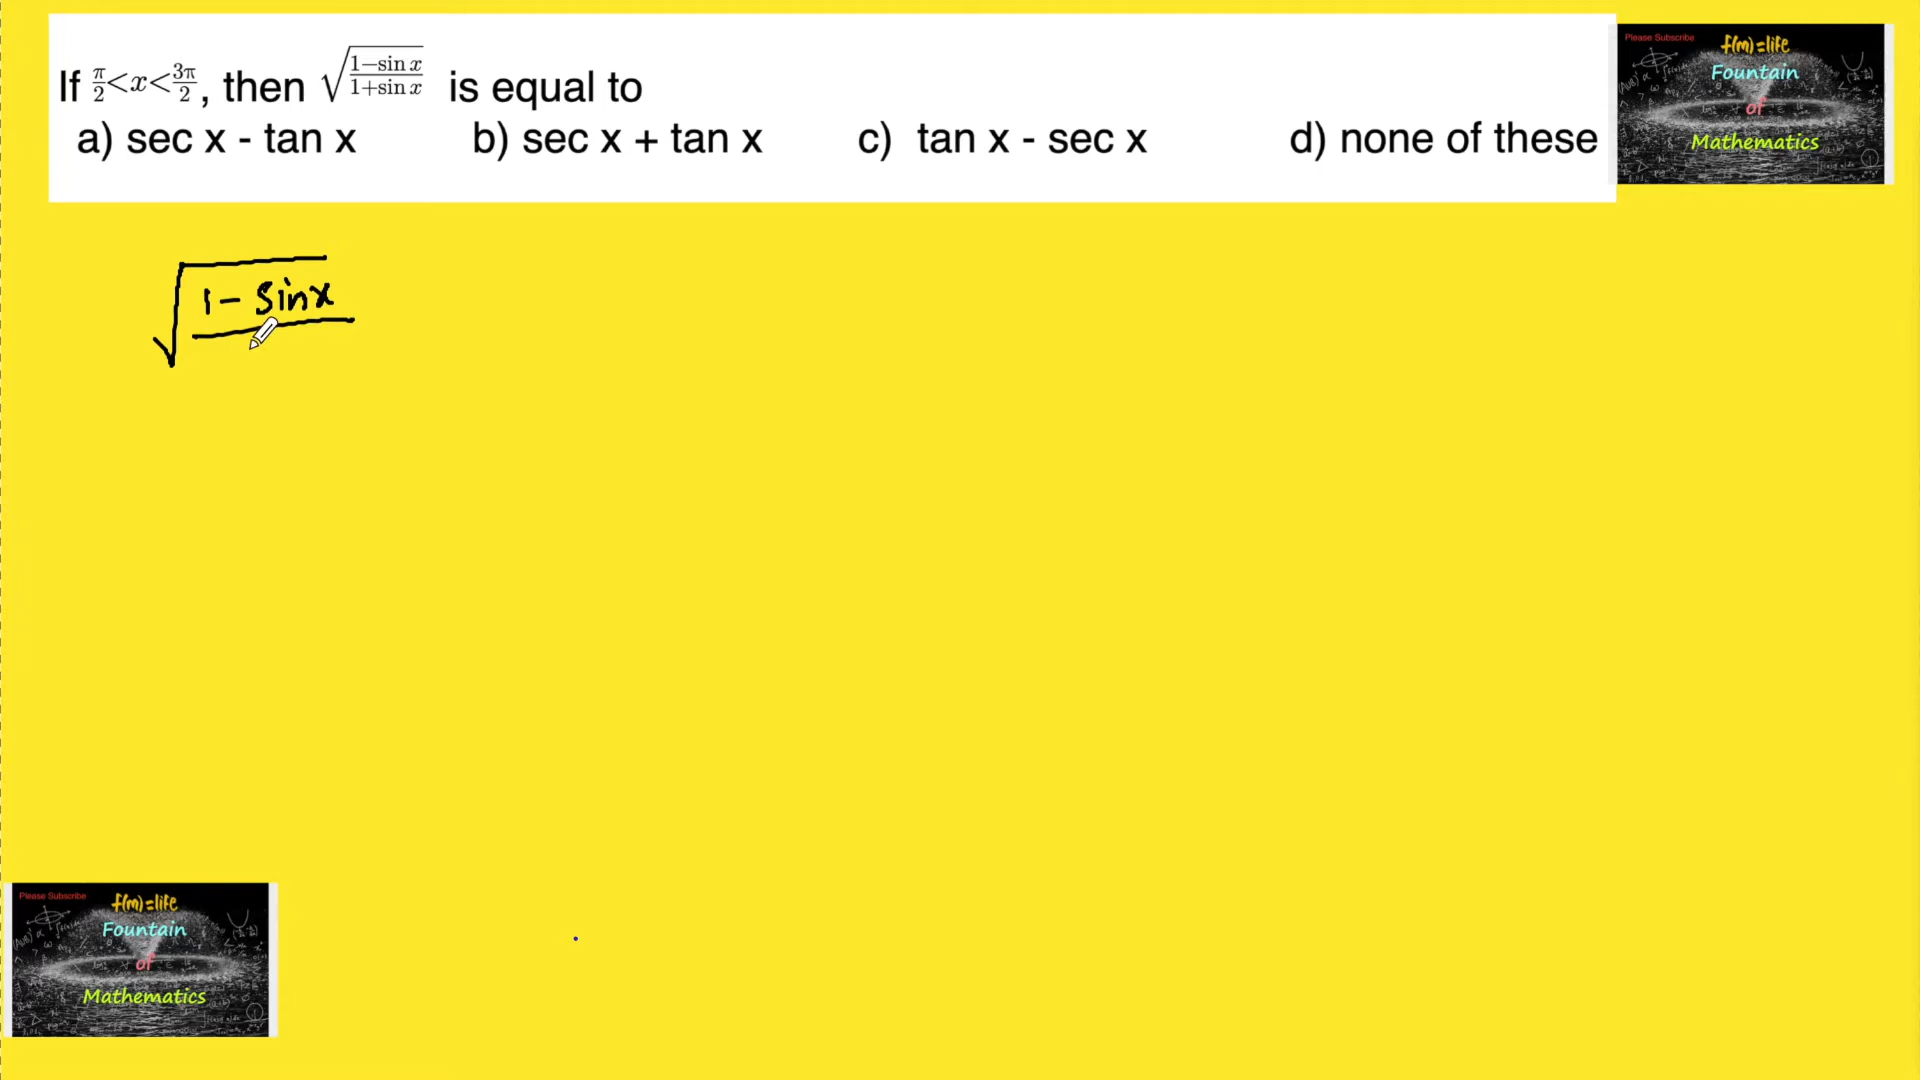 If π/2<x<3π/2, then √((1−sin x)/(1+sin x)) is equal to
a) sec x - tan x b) sec x + tan x c) tan x - sec x d) none of these
Please Subscribe
f(m)=life
Fountain
of
Mathematics
√(1 - sinx
Please Subscribe
f(m)=life
Fountain
of
Mathematics